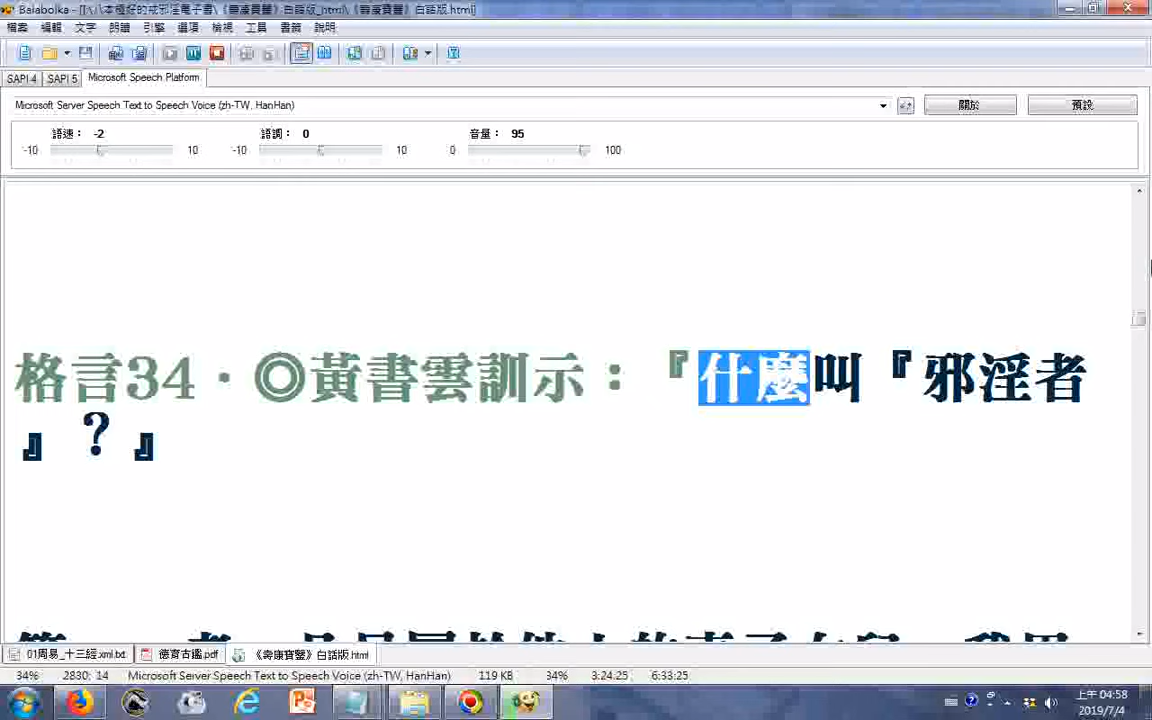 Balabolka - [J:\1\本極好的戒邪淫電子書\《壽康寶鑒》白話版_html\《壽康寶鑒》白話版.html]
檔案 編輯 文字 朗讀 引擎 選項 檢視 工具 書籤 說明
SAPI 4 SAPI 5 Microsoft Speech Platform
Microsoft Server Speech Text to Speech Voice (zh-TW, HanHan) 關於 預設
語速： -2 語調： 0 音量： 95
-10 10 -10 10 0 100
格言34．◎黃書雲訓示：『什麼叫『邪淫者
』？』
01周易_十三經.xml.txt 德育古鑑.pdf 《壽康寶鑒》白話版.html
34% 2830: 14 Microsoft Server Speech Text to Speech Voice (zh-TW, HanHan) 119 KB 34% 3:24.25 6:33:25
上午 04:58
2019/7/4